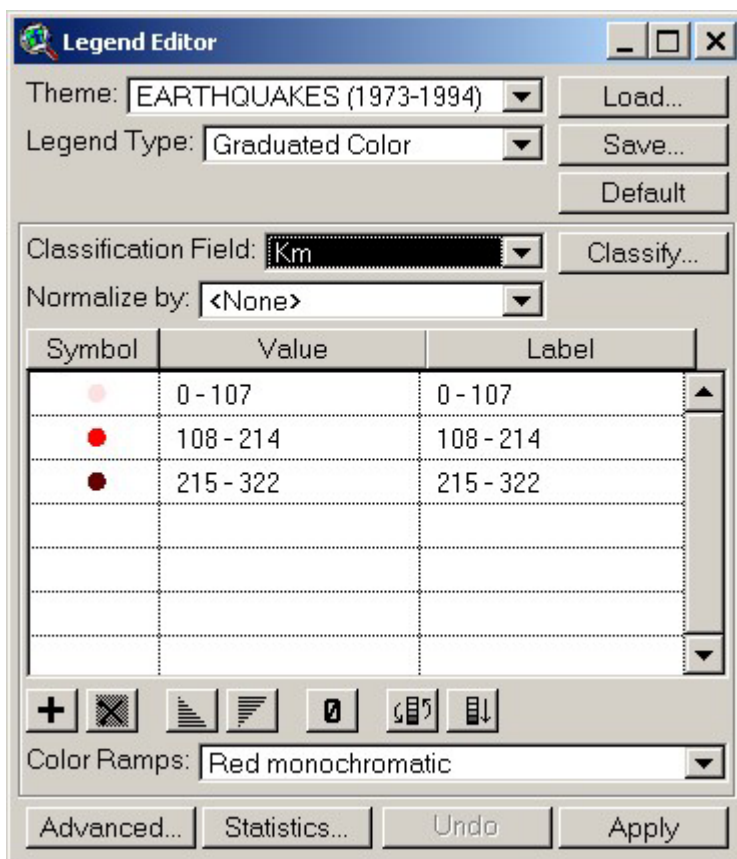 Legend Editor
Theme: EARTHQUAKES (1973-1994)
Load...
Legend Type: Graduated Color
Save...
Default
Classification Field: Km
Classify...
Normalize by: <None>
Symbol Value Label
0 - 107 0 - 107
108 - 214 108 - 214
215 - 322 215 - 322
0
Color Ramps: Red monochromatic
Advanced... Statistics... Undo Apply